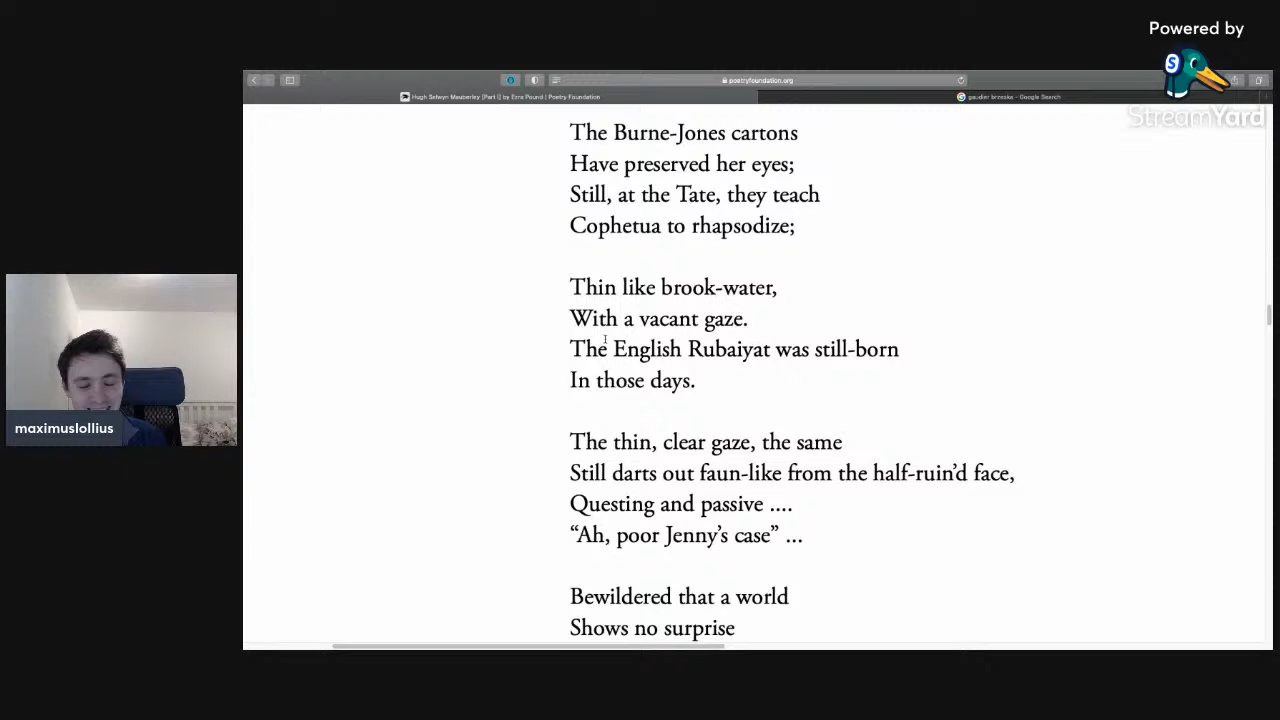 Powered by
S
StreamYard
poetryfoundation.org
Hugh Selwyn Mauberley [Part I] by Ezra Pound | Poetry Foundation
gaudier brzeska - Google Search
The Burne-Jones cartons
Have preserved her eyes;
Still, at the Tate, they teach
Cophetua to rhapsodize;
Thin like brook-water,
With a vacant gaze.
The English Rubaiyat was still-born
In those days.
The thin, clear gaze, the same
Still darts out faun-like from the half-ruin’d face,
Questing and passive ....
“Ah, poor Jenny’s case” ...
Bewildered that a world
Shows no surprise
maximuslollius